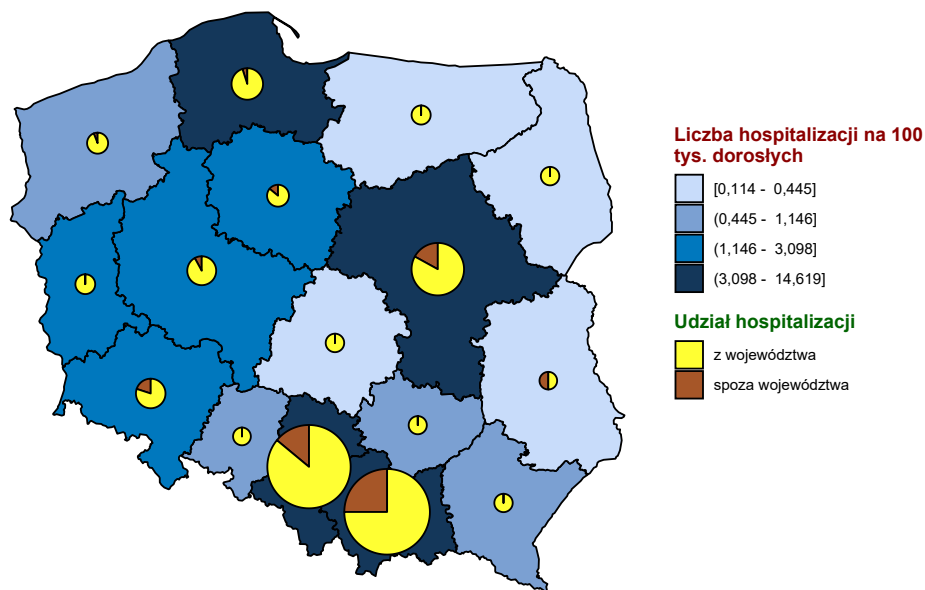 Liczba hospitalizacji na 100
tys. dorosłych
[0,114 - 0,445]
(0,445 - 1,146]
(1,146 - 3,098]
(3,098 - 14,619]
Udział hospitalizacji
z województwa
spoza województwa